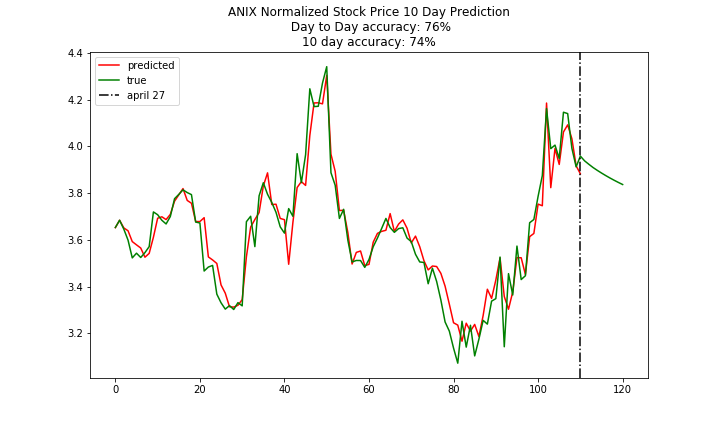 ANIX Normalized Stock Price 10 Day Prediction
Day to Day accuracy: 76%
10 day accuracy: 74%
predicted
true
april 27
4.4
4.2
4.0
3.8
3.6
3.4
3.2
0 20 40 60 80 100 120